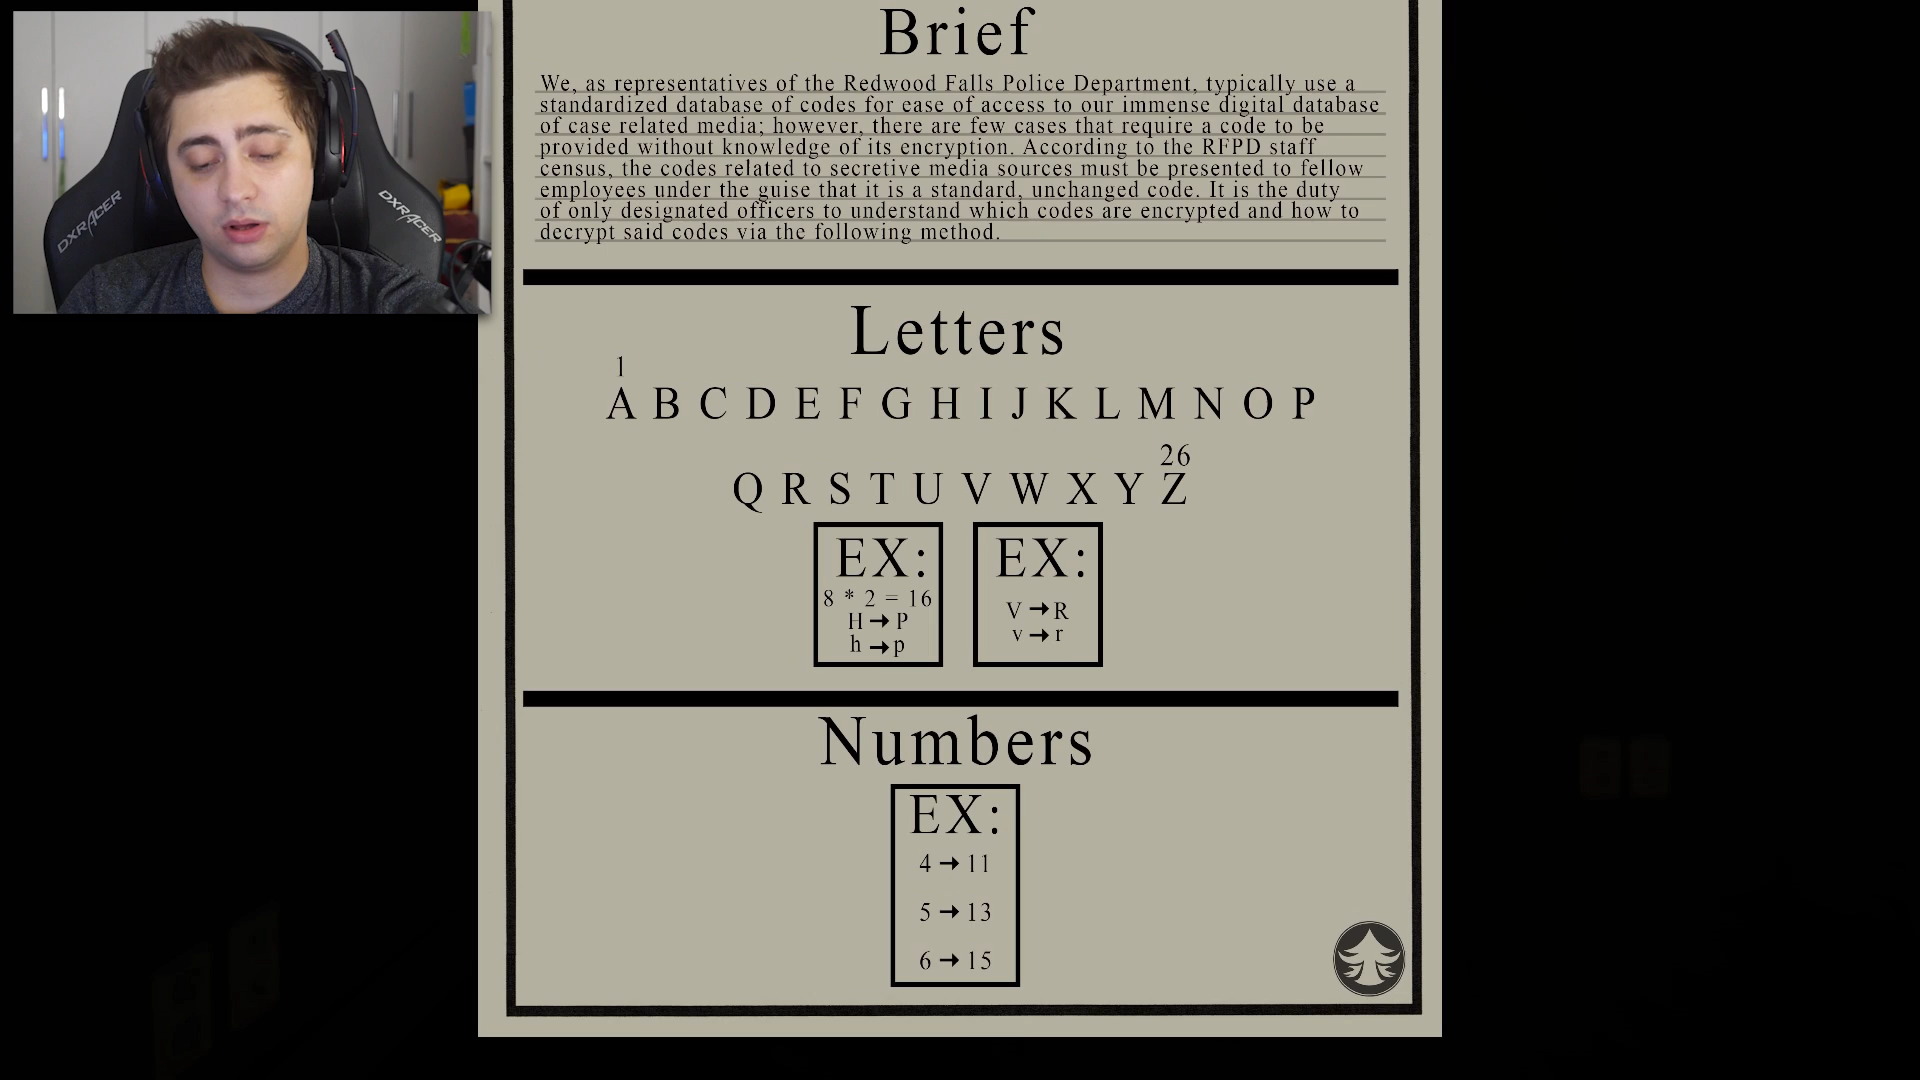 Brief
We, as representatives of the Redwood Falls Police Department, typically use a
standardized database of codes for ease of access to our immense digital database
of case related media; however, there are few cases that require a code to be
provided without knowledge of its encryption. According to the RFPD staff
census, the codes related to secretive media sources must be presented to fellow
employees under the guise that it is a standard, unchanged code. It is the duty
of only designated officers to understand which codes are encrypted and how to
decrypt said codes via the following method.
DXRACER
DXRACER
Letters
1
A B C D E F G H I J K L M N O P
26
Q R S T U V W X Y Z
EX:
8 * 2 = 16
H → P
h → p
EX:
V → R
v → r
Numbers
EX:
4 → 11
5 → 13
6 → 15